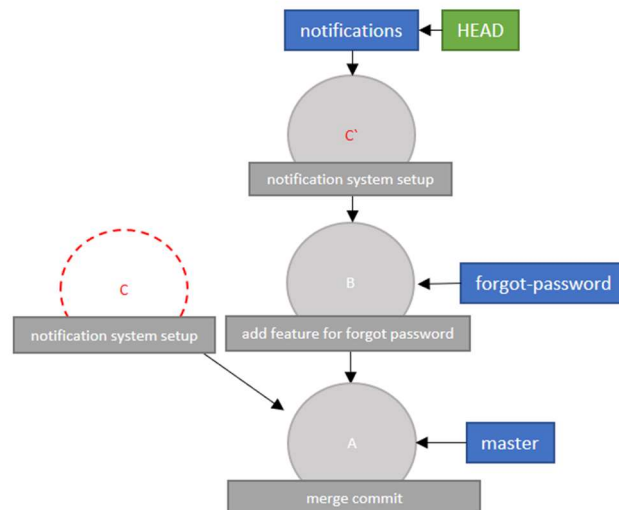 notifications
HEAD
C`
notification system setup
C
B
forgot-password
notification system setup
add feature for forgot password
A
master
merge commit